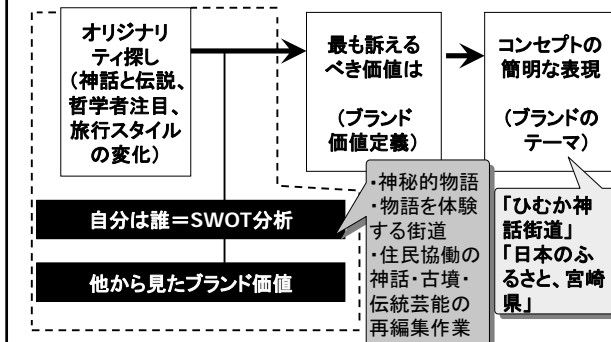 オリジナリ
ティ探し
(神話と伝説、
哲学者注目、
旅行スタイル
の変化)
最も訴える
べき価値は
(ブランド
価値定義)
コンセプトの
簡明な表現
(ブランドの
テーマ)
自分は誰=SWOT分析
他から見たブランド価値
・神秘的物語
・物語を体験
する街道
・住民協働の
神話・古墳・
伝統芸能の
再編集作業
「ひむか神
話街道」
「日本のふ
るさと、宮崎
県」